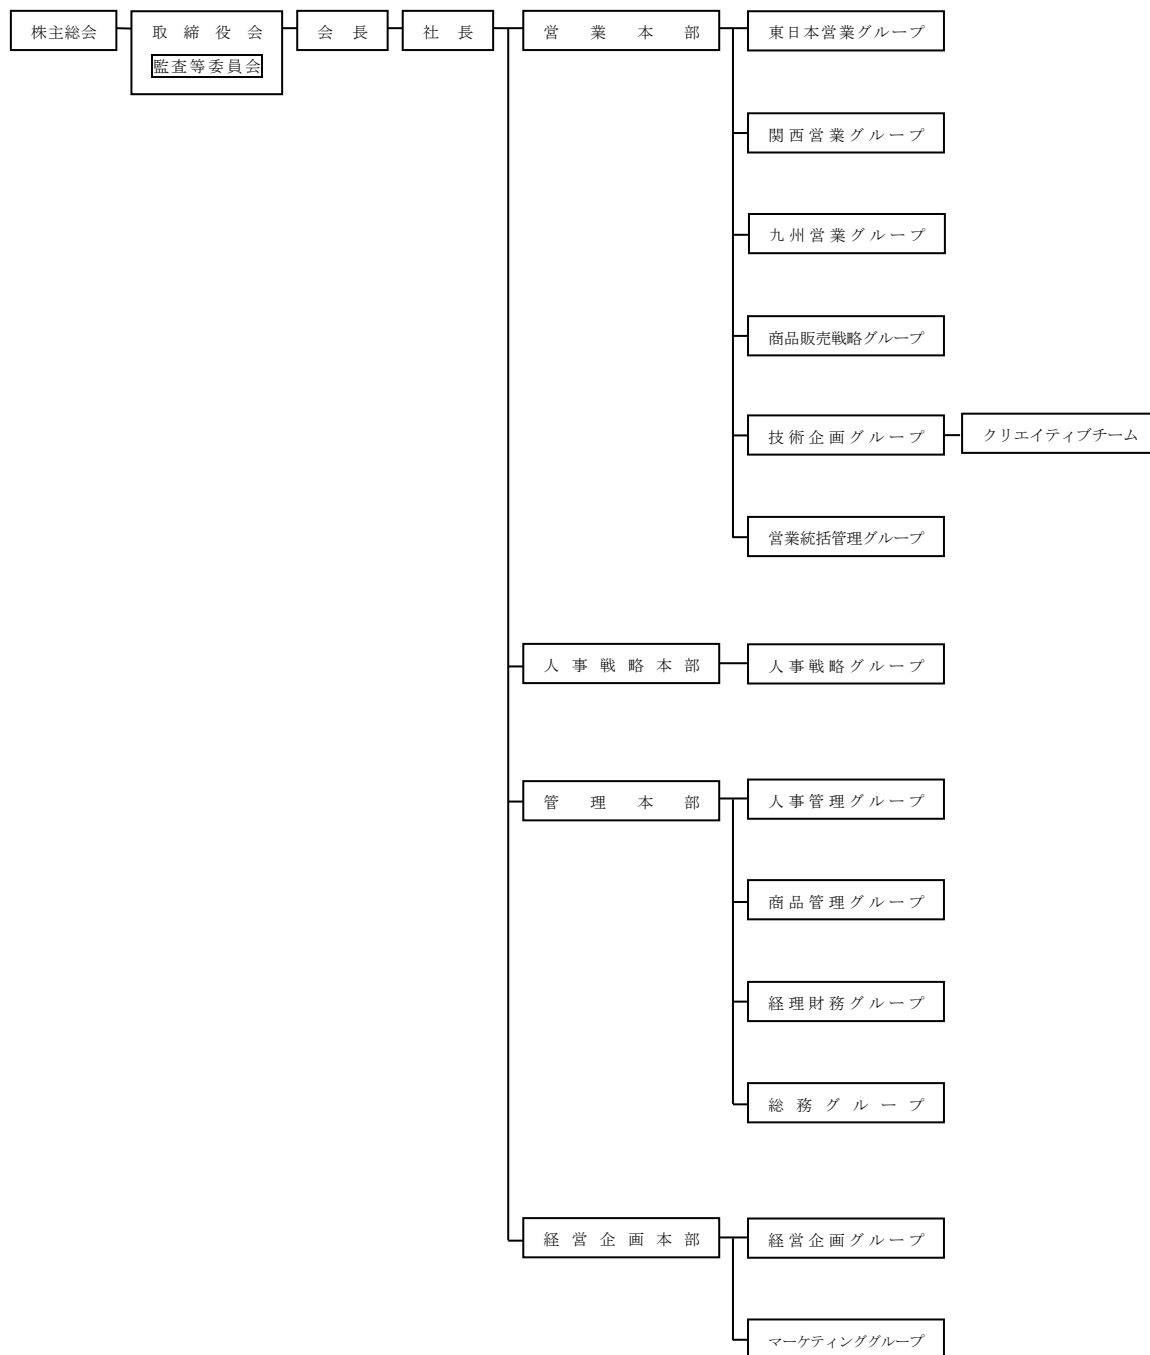 株主総会
取締役会
監査等委員会
会長
社長
営業本部
東日本営業グループ
関西営業グループ
九州営業グループ
商品販売戦略グループ
技術企画グループ
クリエイティブチーム
営業統括管理グループ
人事戦略本部
人事戦略グループ
管理本部
人事管理グループ
商品管理グループ
経理財務グループ
総務グループ
経営企画本部
経営企画グループ
マーケティンググループ